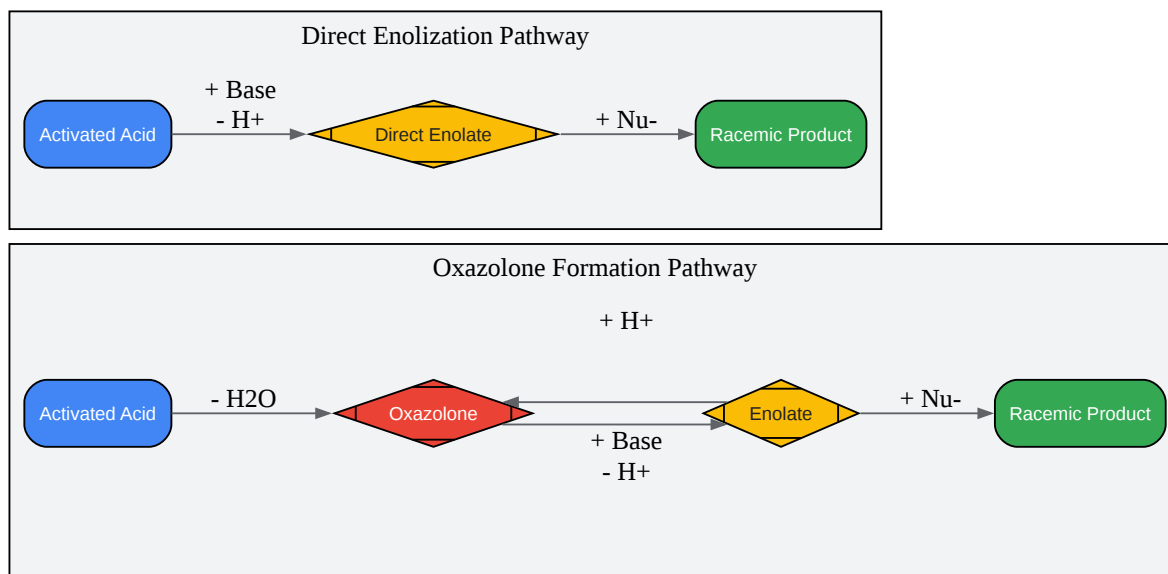 Direct Enolization Pathway
+ Base
- H+
Activated Acid
Direct Enolate
+ Nu-
Racemic Product
Oxazolone Formation Pathway
+ H+
Activated Acid
- H2O
Oxazolone
+ Base
- H+
Enolate
+ Nu-
Racemic Product